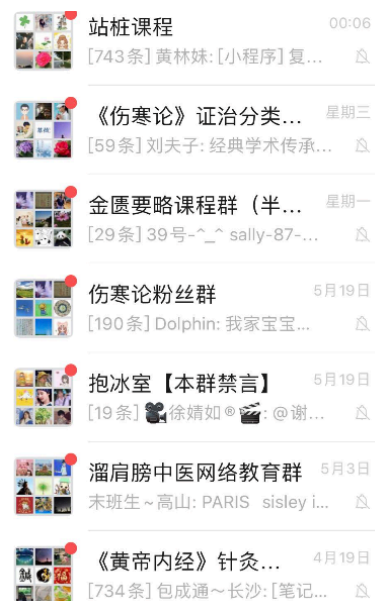 站桩课程 00:06
[743条] 黄林妹: [小程序] 复...
《伤寒论》证治分类... 星期三
[59条] 刘夫子: 经典学术传承...
金匮要略课程群（半... 星期一
[29条] 39号-^_^ sally-87-...
伤寒论粉丝群 5月19日
[190条] Dolphin: 我家宝宝...
抱冰室【本群禁言】 5月19日
[19条] 🎥徐婧如®🎬: @谢...
溜肩膀中医网络教育群 5月3日
末班生~高山: PARIS sisley i...
《黄帝内经》针灸... 4月19日
[734条] 包成通～长沙: [笔记...